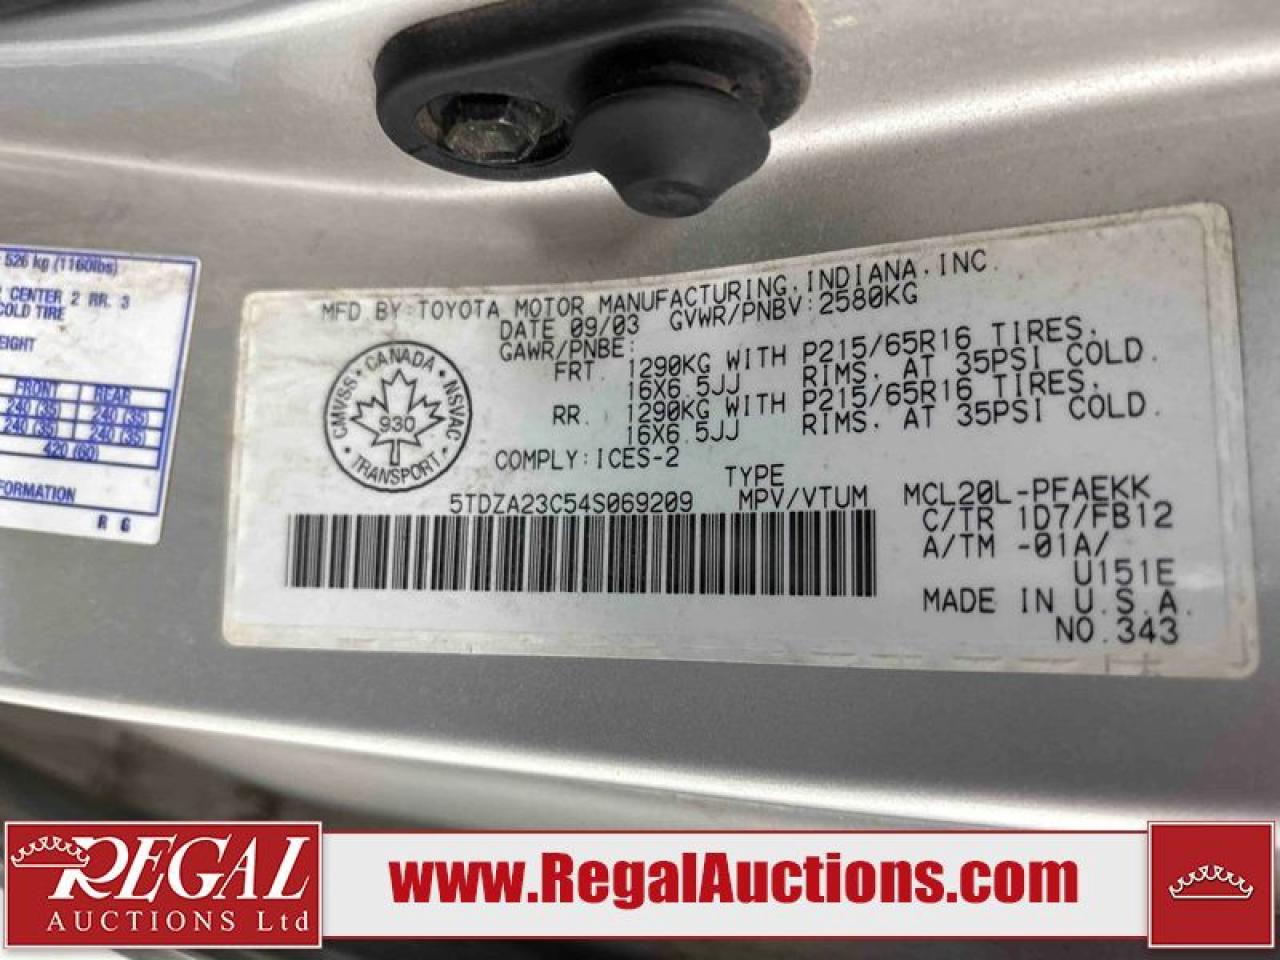 526 kg (1160lbs)
CENTER 2 RR. 3
COLD TIRE
FRONT REAR
240 (35) 240 (35)
240 (35) 240 (35)
420 (60)
R G
MFD BY: TOYOTA MOTOR MANUFACTURING, INDIANA, INC.
DATE 09/03 GVWR/PNBV: 2580KG
GAWR/PNBE:
FRT. 1290KG WITH P215/65R16 TIRES,
16X6.5JJ RIMS. AT 35PSI COLD.
RR. 1290KG WITH P215/65R16 TIRES,
16X6.5JJ RIMS. AT 35PSI COLD.
CANADA
CMVSS • NSVAC
930
TRANSPORT
COMPLY: ICES-2
TYPE
5TDZA23C54S069209 MPV/VTUM MCL20L-PFAEKK
C/TR 1D7/FB12
A/TM -01A/
U151E
MADE IN U.S.A.
NO.343
REGAL
AUCTIONS Ltd
www.RegalAuctions.com